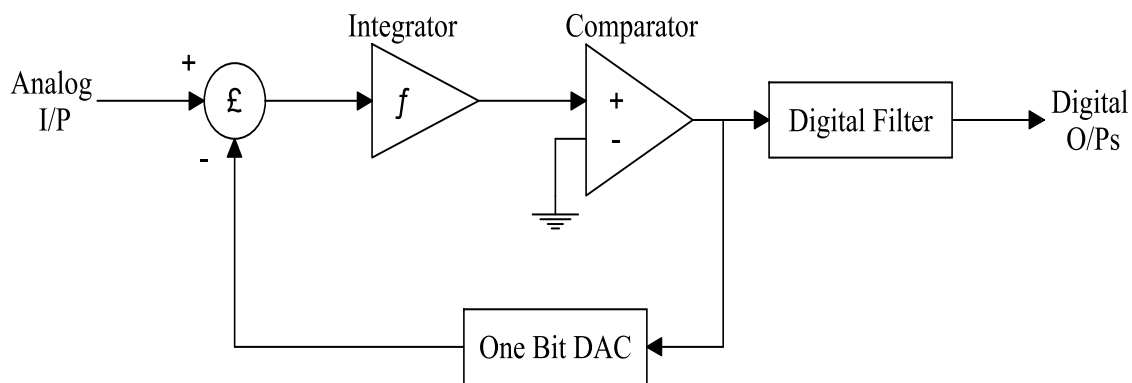 Integrator
Comparator
Analog
I/P
+
£
-
ƒ
+
-
Digital Filter
Digital
O/Ps
One Bit DAC